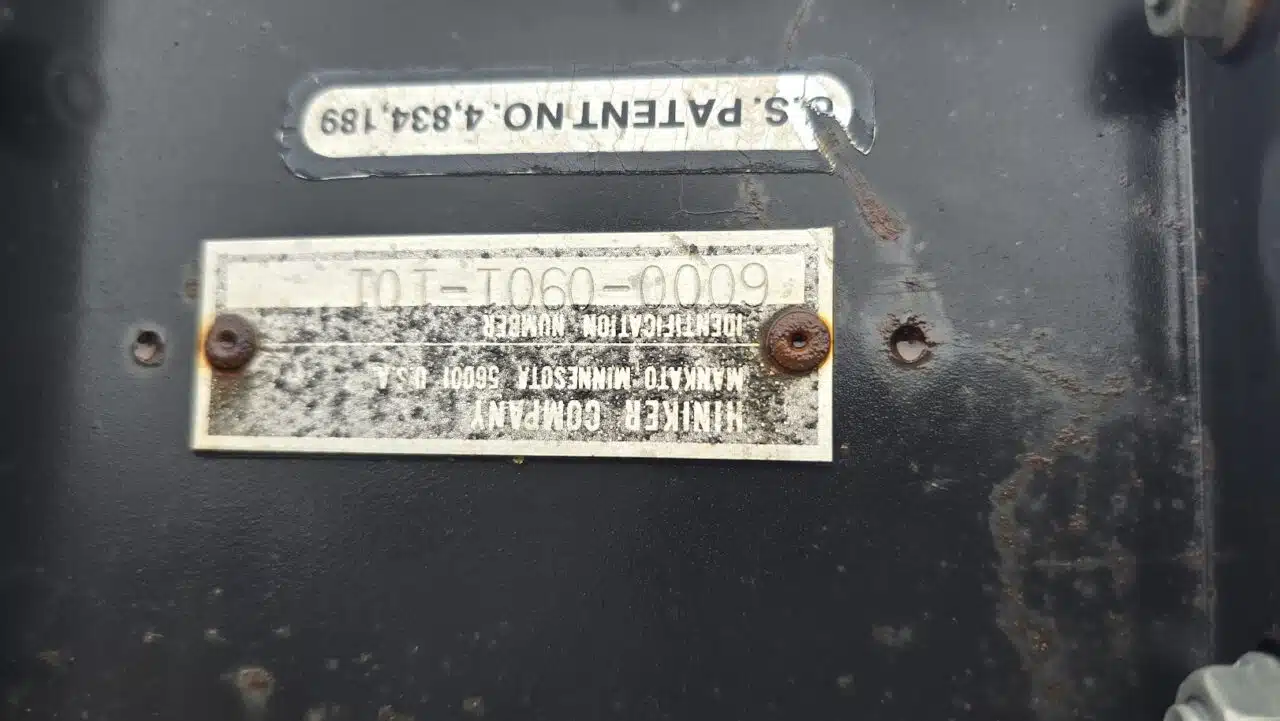 HINIKER COMPANY
MANKATO, MINNESOTA 56001 U.S.A.
IDENTIFICATION NUMBER
6000-0901-101
U.S. PATENT NO. 4,834,189